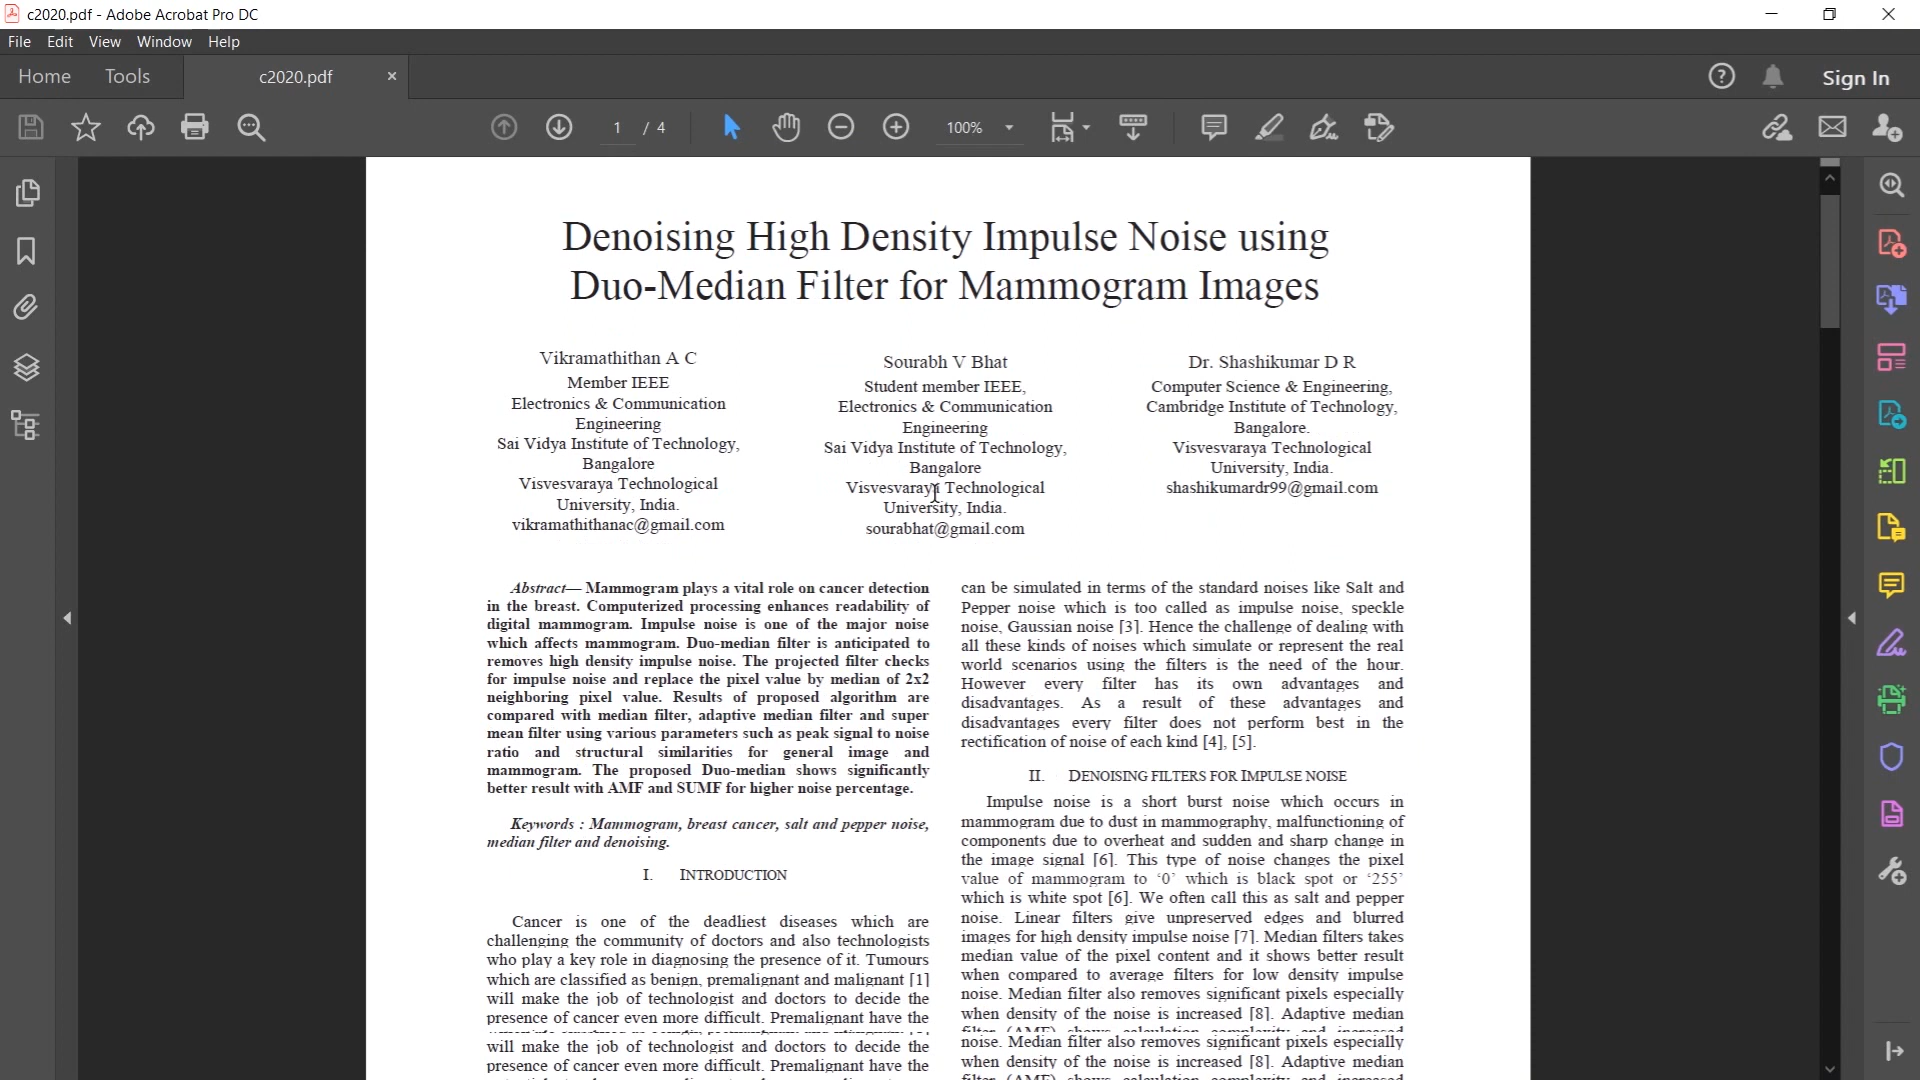 c2020.pdf - Adobe Acrobat Pro DC
File Edit View Window Help
Home Tools c2020.pdf × Sign In
1 / 4 100%
Denoising High Density Impulse Noise using
Duo-Median Filter for Mammogram Images
Vikramathithan A C
Member IEEE
Electronics & Communication
Engineering
Sai Vidya Institute of Technology,
Bangalore
Visvesvaraya Technological
University, India.
vikramathithanac@gmail.com
Sourabh V Bhat
Student member IEEE,
Electronics & Communication
Engineering
Sai Vidya Institute of Technology,
Bangalore
Visvesvaraya Technological
University, India.
sourabhat@gmail.com
Dr. Shashikumar D R
Computer Science & Engineering,
Cambridge Institute of Technology,
Bangalore.
Visvesvaraya Technological
University, India.
shashikumardr99@gmail.com
Abstract— Mammogram plays a vital role on cancer detection
in the breast. Computerized processing enhances readability of
digital mammogram. Impulse noise is one of the major noise
which affects mammogram. Duo-median filter is anticipated to
removes high density impulse noise. The projected filter checks
for impulse noise and replace the pixel value by median of 2x2
neighboring pixel value. Results of proposed algorithm are
compared with median filter, adaptive median filter and super
mean filter using various parameters such as peak signal to noise
ratio and structural similarities for general image and
mammogram. The proposed Duo-median shows significantly
better result with AMF and SUMF for higher noise percentage.
Keywords : Mammogram, breast cancer, salt and pepper noise,
median filter and denoising.
I. INTRODUCTION
Cancer is one of the deadliest diseases which are
challenging the community of doctors and also technologists
who play a key role in diagnosing the presence of it. Tumours
which are classified as benign, premalignant and malignant [1]
will make the job of technologist and doctors to decide the
presence of cancer even more difficult. Premalignant have the
will make the job of technologist and doctors to decide the
presence of cancer even more difficult. Premalignant have the
can be simulated in terms of the standard noises like Salt and
Pepper noise which is too called as impulse noise, speckle
noise, Gaussian noise [3]. Hence the challenge of dealing with
all these kinds of noises which simulate or represent the real
world scenarios using the filters is the need of the hour.
However every filter has its own advantages and
disadvantages. As a result of these advantages and
disadvantages every filter does not perform best in the
rectification of noise of each kind [4], [5].
II. DENOISING FILTERS FOR IMPULSE NOISE
Impulse noise is a short burst noise which occurs in
mammogram due to dust in mammography, malfunctioning of
components due to overheat and sudden and sharp change in
the image signal [6]. This type of noise changes the pixel
value of mammogram to ‘0’ which is black spot or ‘255’
which is white spot [6]. We often call this as salt and pepper
noise. Linear filters give unpreserved edges and blurred
images for high density impulse noise [7]. Median filters takes
median value of the pixel content and it shows better result
when compared to average filters for low density impulse
noise. Median filter also removes significant pixels especially
when density of the noise is increased [8]. Adaptive median
noise. Median filter also removes significant pixels especially
when density of the noise is increased [8]. Adaptive median